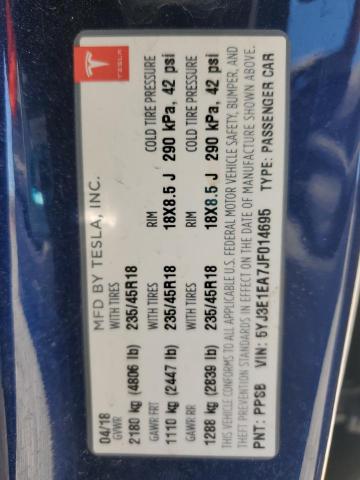 TESLA
MFD BY TESLA, INC.
04/18
GVWR WITH TIRES RIM COLD TIRE PRESSURE
2180 kg (4806 lb) 235/45R18 18X8.5 J 290 kPa, 42 psi
GAWR FRT WITH TIRES RIM COLD TIRE PRESSURE
1110 kg (2447 lb) 235/45R18 18X8.5 J 290 kPa, 42 psi
GAWR RR
1288 kg (2839 lb) 235/45R18
THIS VEHICLE CONFORMS TO ALL APPLICABLE U.S. FEDERAL MOTOR VEHICLE SAFETY, BUMPER, AND
THEFT PREVENTION STANDARDS IN EFFECT ON THE DATE OF MANUFACTURE SHOWN ABOVE.
PNT: PPSB VIN: 5YJ3E1EA7JF014695 TYPE: PASSENGER CAR